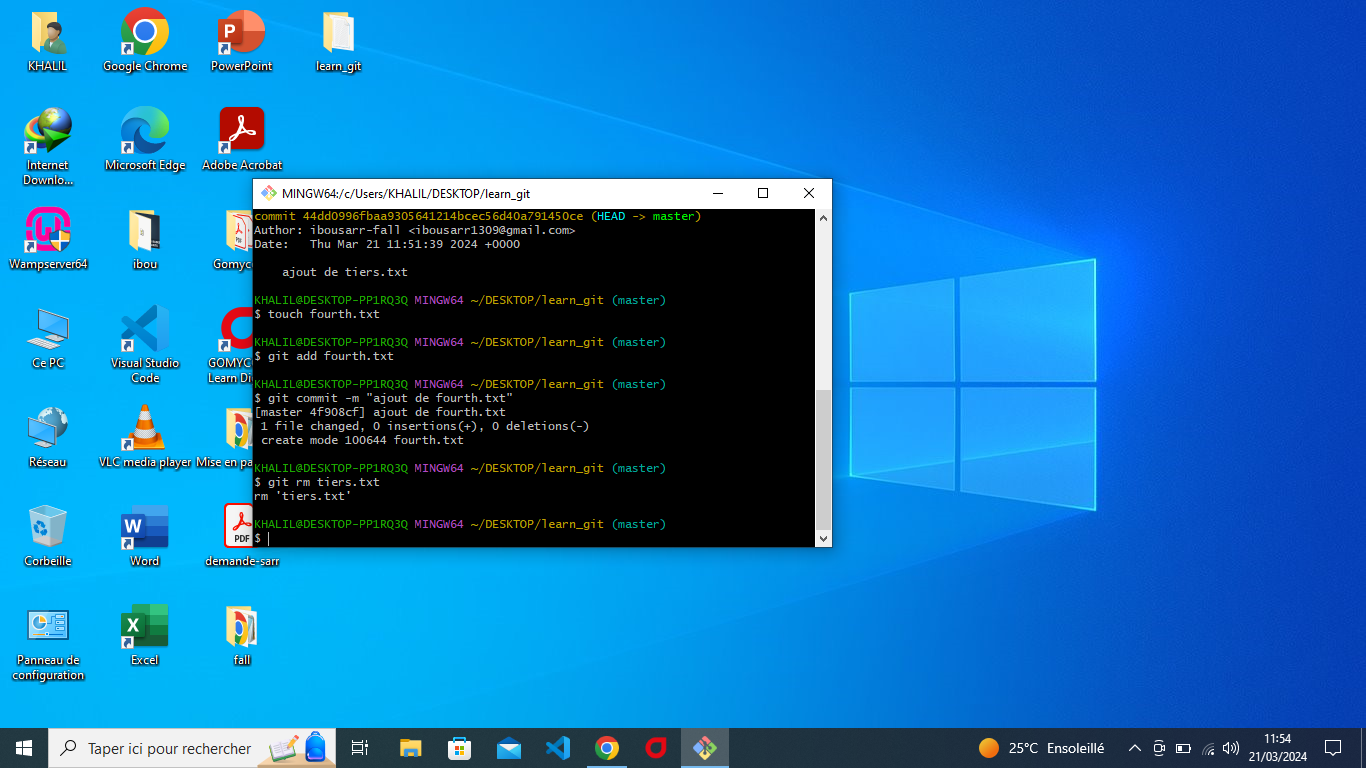 KHALIL
Google Chrome
PowerPoint
learn_git
Internet
Downlo...
Microsoft Edge
Adobe Acrobat
Wampserver64
ibou
Gomyc
Ce PC
Visual Studio
Code
GOMYC
Learn Di
Réseau
VLC media player
Mise en pa
Corbeille
Word
demande-sarr
PDF
Panneau de
configuration
Excel
fall
MINGW64:/c/Users/KHALIL/DESKTOP/learn_git
commit 44dd0996fbaa9305641214bcec56d40a791450ce (HEAD -> master)
Author: ibousarr-fall <ibousarr1309@gmail.com>
Date:   Thu Mar 21 11:51:39 2024 +0000
    ajout de tiers.txt
KHALIL@DESKTOP-PP1RQ3Q MINGW64 ~/DESKTOP/learn_git (master)
$ touch fourth.txt
KHALIL@DESKTOP-PP1RQ3Q MINGW64 ~/DESKTOP/learn_git (master)
$ git add fourth.txt
KHALIL@DESKTOP-PP1RQ3Q MINGW64 ~/DESKTOP/learn_git (master)
$ git commit -m "ajout de fourth.txt"
[master 4f908cf] ajout de fourth.txt
 1 file changed, 0 insertions(+), 0 deletions(-)
 create mode 100644 fourth.txt
KHALIL@DESKTOP-PP1RQ3Q MINGW64 ~/DESKTOP/learn_git (master)
$ git rm tiers.txt
rm 'tiers.txt'
KHALIL@DESKTOP-PP1RQ3Q MINGW64 ~/DESKTOP/learn_git (master)
$
Taper ici pour rechercher
25°C Ensoleillé
11:54
21/03/2024